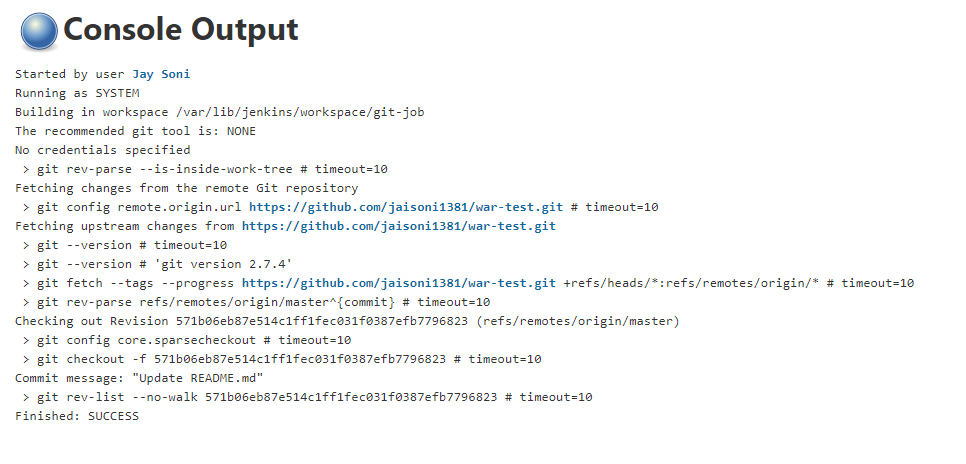 Console Output
Started by user Jay Soni
Running as SYSTEM
Building in workspace /var/lib/jenkins/workspace/git-job
The recommended git tool is: NONE
No credentials specified
 > git rev-parse --is-inside-work-tree # timeout=10
Fetching changes from the remote Git repository
 > git config remote.origin.url https://github.com/jaisoni1381/war-test.git # timeout=10
Fetching upstream changes from https://github.com/jaisoni1381/war-test.git
 > git --version # timeout=10
 > git --version # 'git version 2.7.4'
 > git fetch --tags --progress https://github.com/jaisoni1381/war-test.git +refs/heads/*:refs/remotes/origin/* # timeout=10
 > git rev-parse refs/remotes/origin/master^{commit} # timeout=10
Checking out Revision 571b06eb87e514c1ff1fec031f0387efb7796823 (refs/remotes/origin/master)
 > git config core.sparsecheckout # timeout=10
 > git checkout -f 571b06eb87e514c1ff1fec031f0387efb7796823 # timeout=10
Commit message: "Update README.md"
 > git rev-list --no-walk 571b06eb87e514c1ff1fec031f0387efb7796823 # timeout=10
Finished: SUCCESS